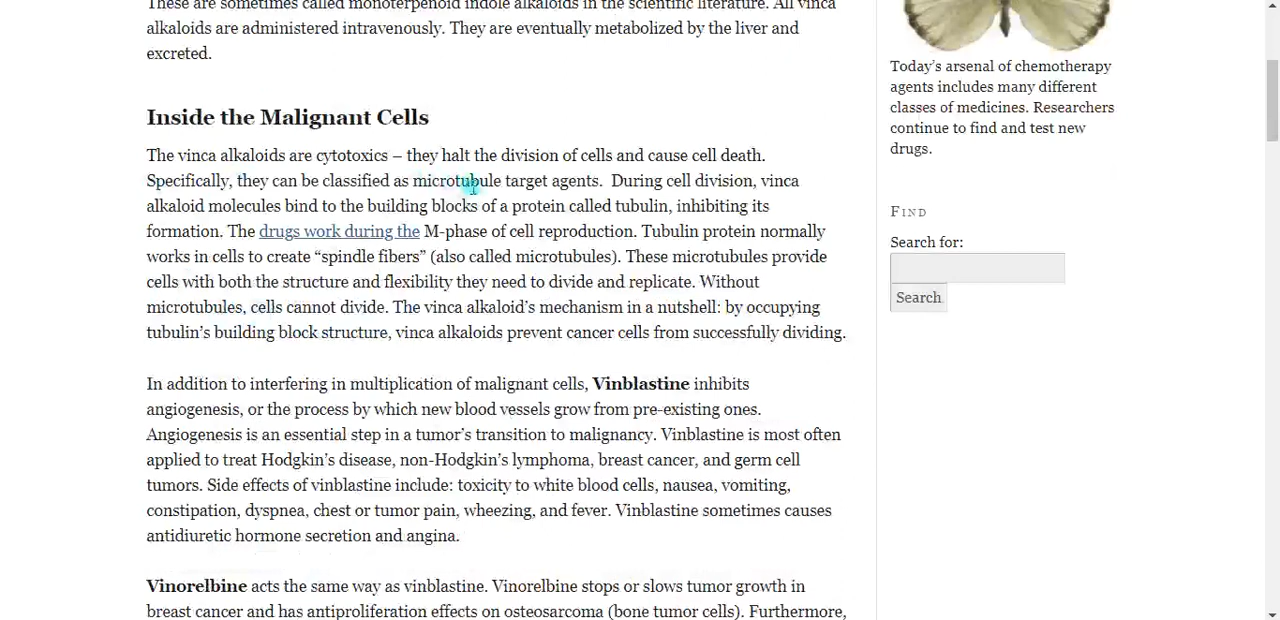 These are sometimes called monoterpenoid indole alkaloids in the scientific literature. All vinca
alkaloids are administered intravenously. They are eventually metabolized by the liver and
excreted.
Inside the Malignant Cells
The vinca alkaloids are cytotoxics – they halt the division of cells and cause cell death.
Specifically, they can be classified as microtubule target agents.  During cell division, vinca
alkaloid molecules bind to the building blocks of a protein called tubulin, inhibiting its
formation. The drugs work during the M-phase of cell reproduction. Tubulin protein normally
works in cells to create “spindle fibers” (also called microtubules). These microtubules provide
cells with both the structure and flexibility they need to divide and replicate. Without
microtubules, cells cannot divide. The vinca alkaloid’s mechanism in a nutshell: by occupying
tubulin’s building block structure, vinca alkaloids prevent cancer cells from successfully dividing.
In addition to interfering in multiplication of malignant cells, Vinblastine inhibits
angiogenesis, or the process by which new blood vessels grow from pre-existing ones.
Angiogenesis is an essential step in a tumor’s transition to malignancy. Vinblastine is most often
applied to treat Hodgkin’s disease, non-Hodgkin’s lymphoma, breast cancer, and germ cell
tumors. Side effects of vinblastine include: toxicity to white blood cells, nausea, vomiting,
constipation, dyspnea, chest or tumor pain, wheezing, and fever. Vinblastine sometimes causes
antidiuretic hormone secretion and angina.
Vinorelbine acts the same way as vinblastine. Vinorelbine stops or slows tumor growth in
breast cancer and has antiproliferation effects on osteosarcoma (bone tumor cells). Furthermore,
Today’s arsenal of chemotherapy
agents includes many different
classes of medicines. Researchers
continue to find and test new
drugs.
Find
Search for:
Search